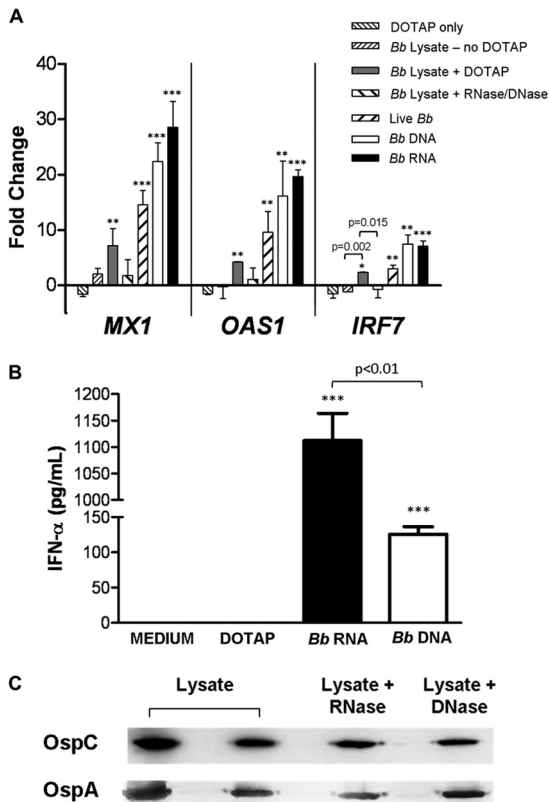 A
DOTAP only
Bb Lysate – no DOTAP
Bb Lysate + DOTAP
Bb Lysate + RNase/DNase
Live Bb
Bb DNA
Bb RNA
Fold Change
40
30
20
10
0
** *** *** ***
** ** ** ***
p=0.002 p=0.015
* ** ** ***
MX1 OAS1 IRF7
B
p<0.01
IFN-α (pg/mL)
1200
1150
1100
1050
1000
150
100
50
0
***
***
MEDIUM DOTAP Bb RNA Bb DNA
C
Lysate
Lysate + RNase
Lysate + DNase
OspC
OspA